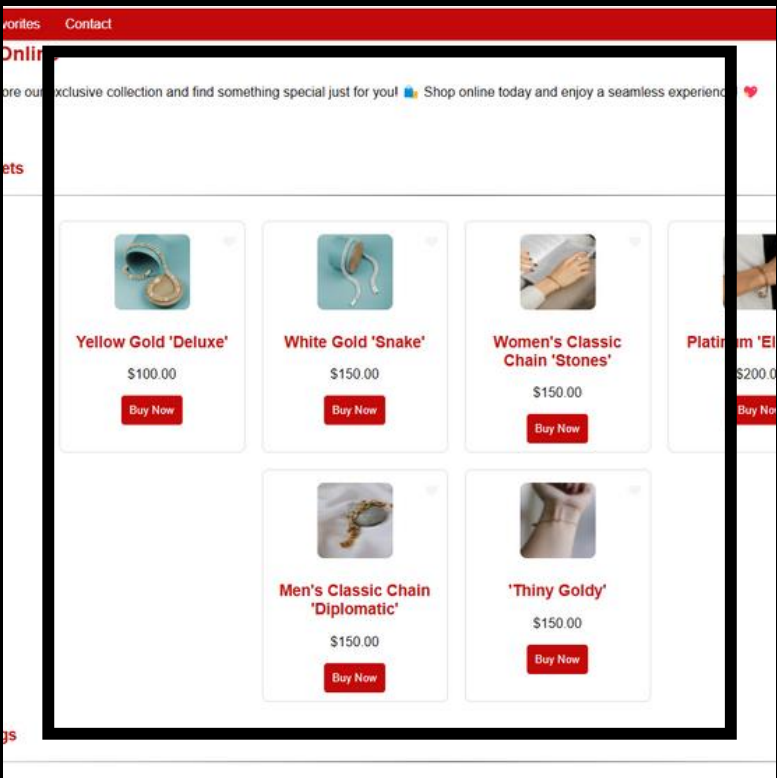 vorites Contact
Onlin
ore our exclusive collection and find something special just for you! 🛍️ Shop online today and enjoy a seamless experienc ! 💖
ets
Yellow Gold 'Deluxe'
$100.00
Buy Now
White Gold 'Snake'
$150.00
Buy Now
Women's Classic
Chain 'Stones'
$150.00
Buy Now
Platin m 'El
$200.0
Buy No
Men's Classic Chain
'Diplomatic'
$150.00
Buy Now
'Thiny Goldy'
$150.00
Buy Now
gs